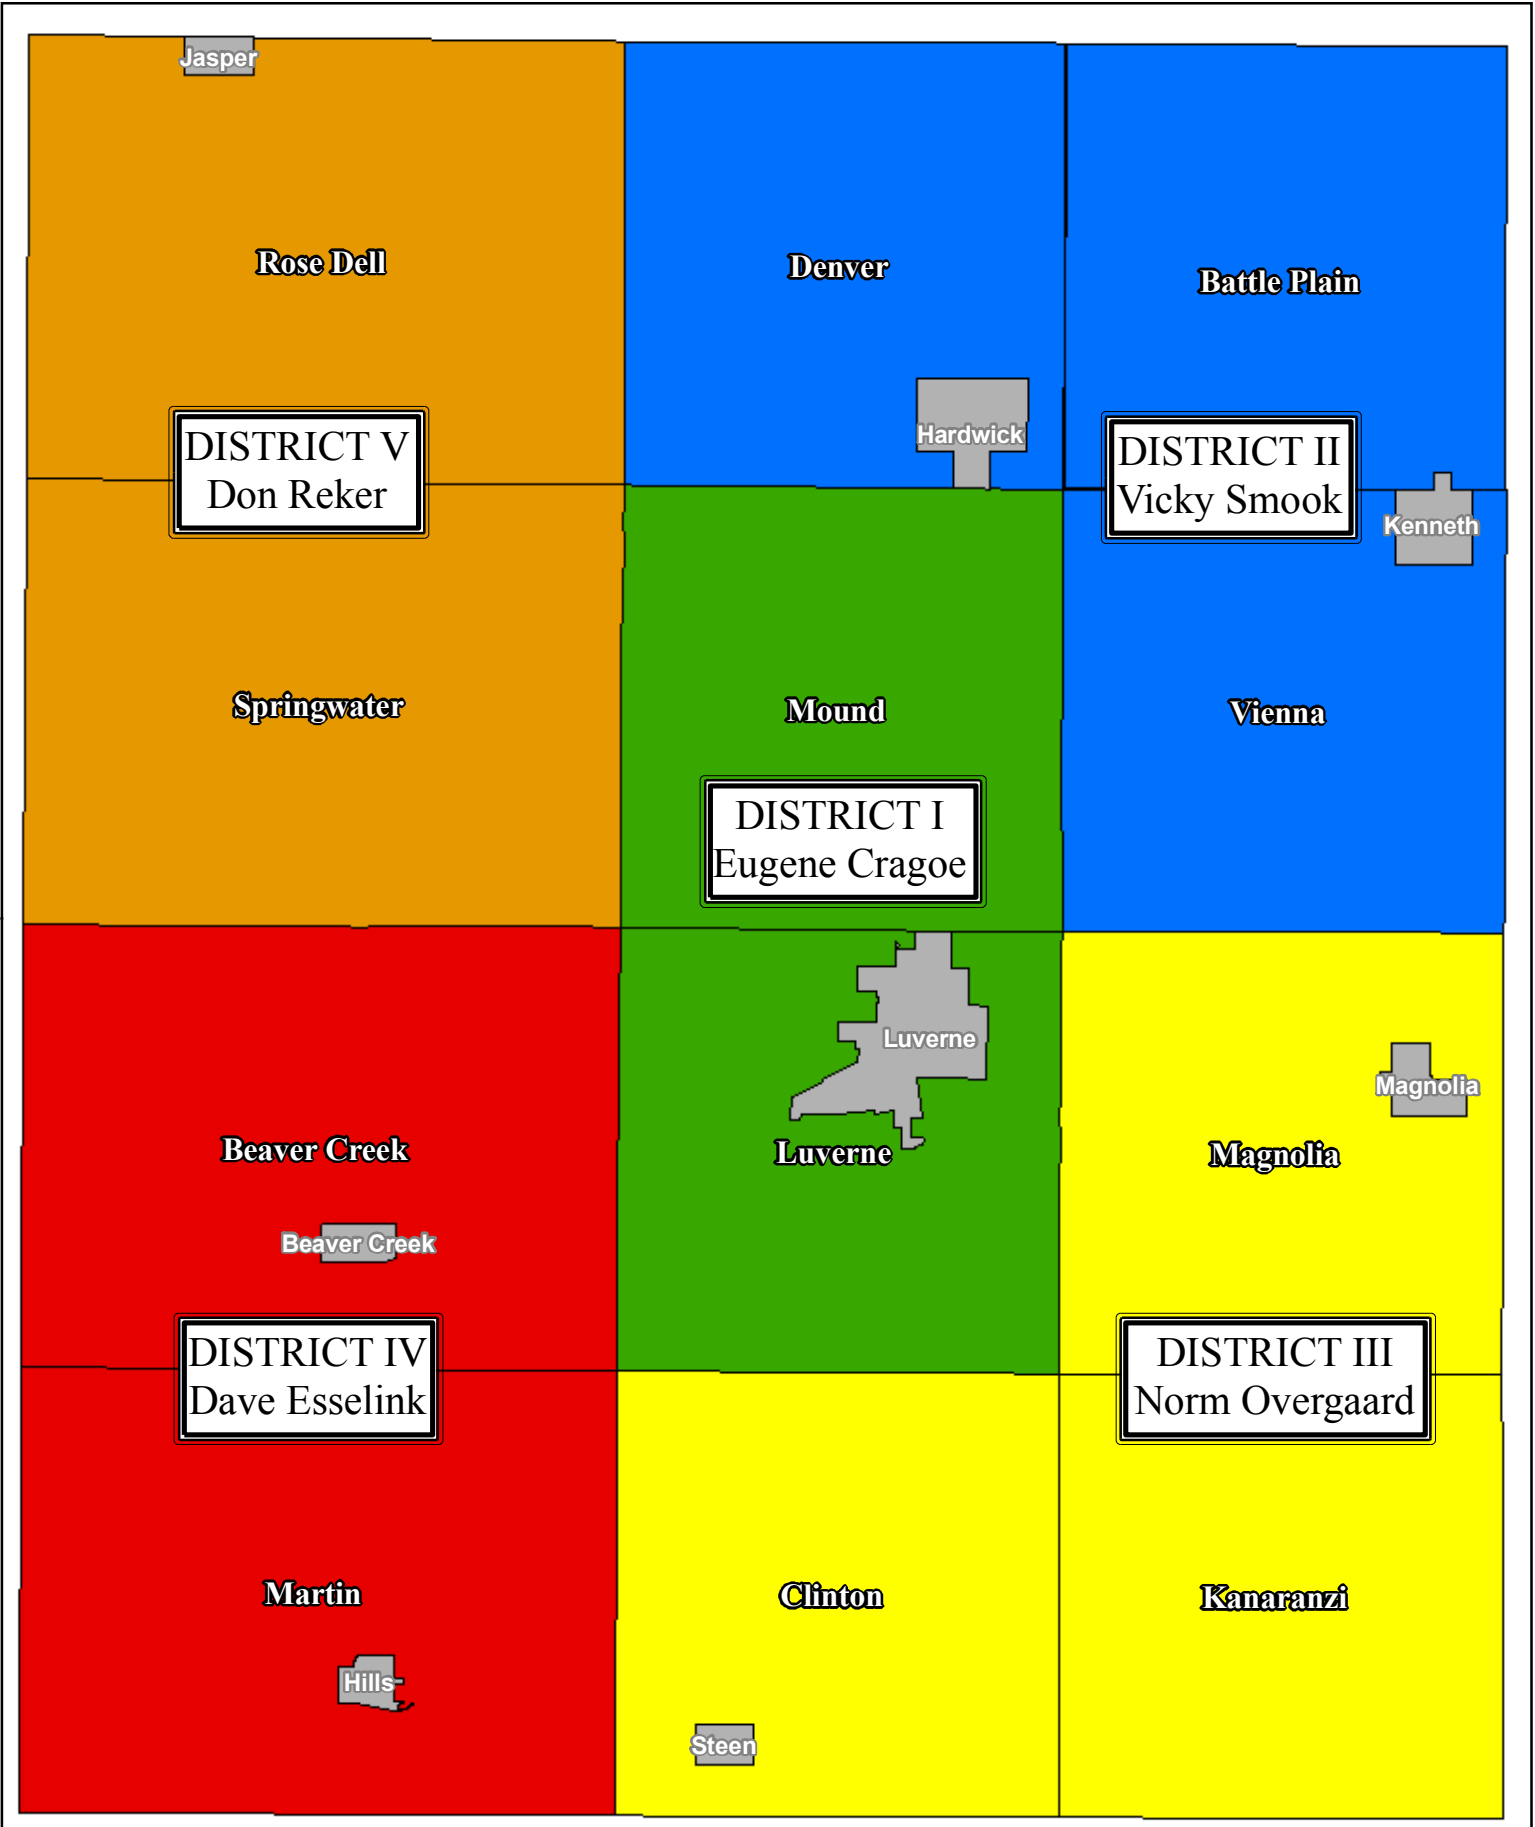 Jasper
Rose Dell
Denver
Battle Plain
Hardwick
DISTRICT V
Don Reker
DISTRICT II
Vicky Smook
Kenneth
Springwater
Mound
Vienna
DISTRICT I
Eugene Cragoe
Luverne
Magnolia
Beaver Creek
Luverne
Magnolia
Beaver Creek
DISTRICT IV
Dave Esselink
DISTRICT III
Norm Overgaard
Martin
Clinton
Kanaranzi
Hills
Steen